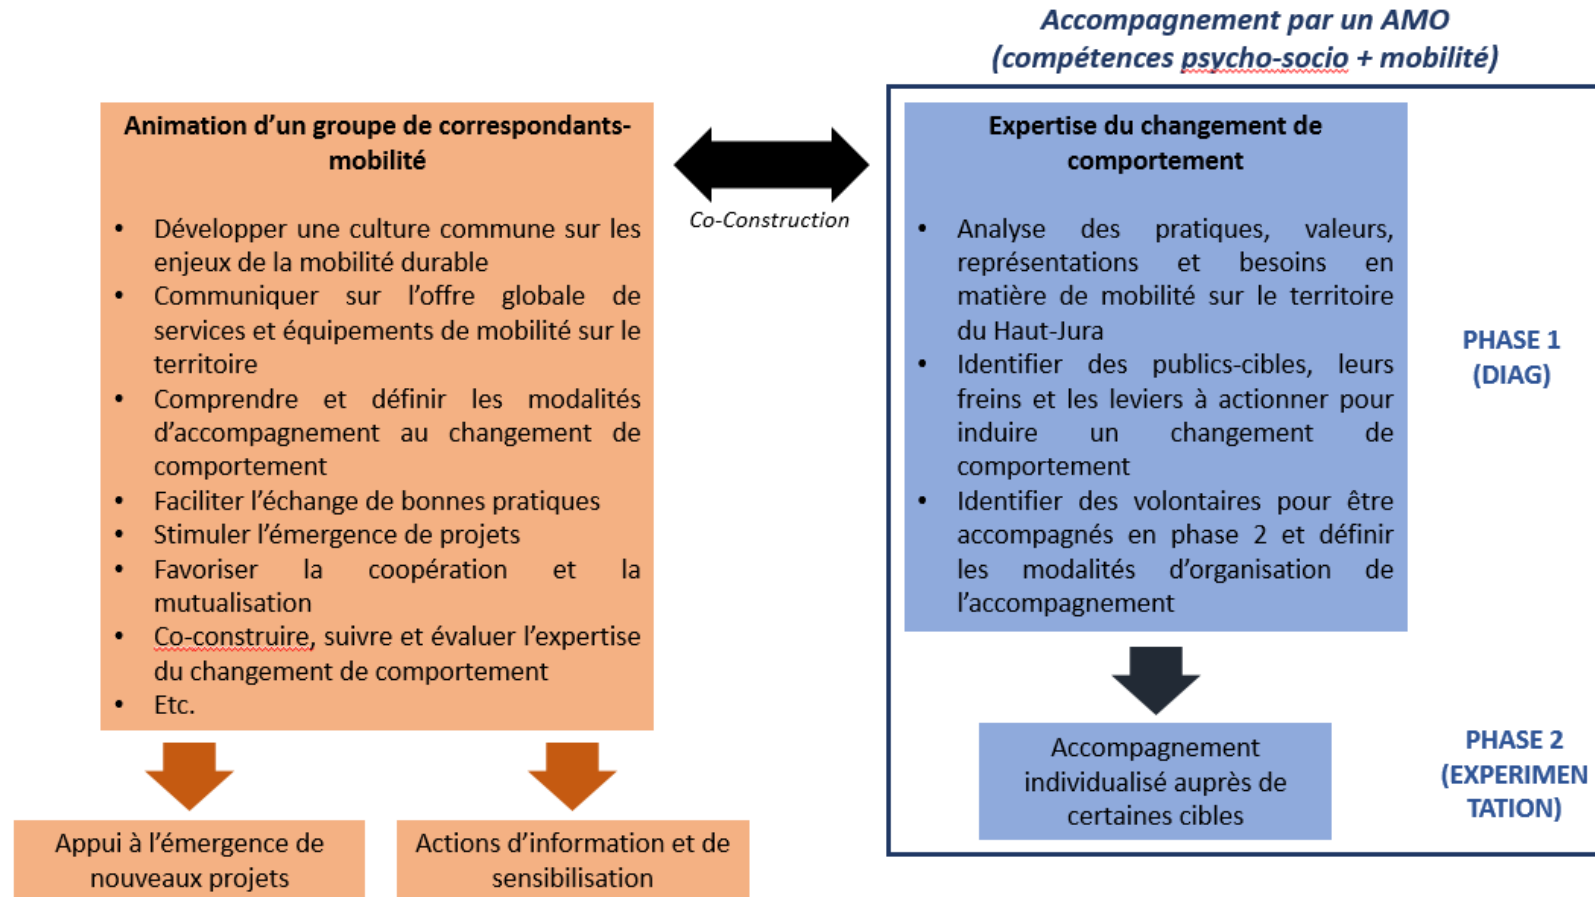 Accompagnement par un AMO
(compétences psycho-socio + mobilité)
Animation d’un groupe de correspondants-
mobilité
• Développer une culture commune sur les
enjeux de la mobilité durable
• Communiquer sur l’offre globale de
services et équipements de mobilité sur le
territoire
• Comprendre et définir les modalités
d’accompagnement au changement de
comportement
• Faciliter l’échange de bonnes pratiques
• Stimuler l’émergence de projets
• Favoriser la coopération et la
mutualisation
• Co-construire, suivre et évaluer l’expertise
du changement de comportement
• Etc.
Co-Construction
Expertise du changement de
comportement
• Analyse des pratiques, valeurs,
représentations et besoins en
matière de mobilité sur le territoire
du Haut-Jura
• Identifier des publics-cibles, leurs
freins et les leviers à actionner pour
induire un changement de
comportement
• Identifier des volontaires pour être
accompagnés en phase 2 et définir
les modalités d’organisation de
l’accompagnement
PHASE 1
(DIAG)
Appui à l’émergence de
nouveaux projets
Actions d’information et de
sensibilisation
Accompagnement
individualisé auprès de
certaines cibles
PHASE 2
(EXPERIMEN
TATION)